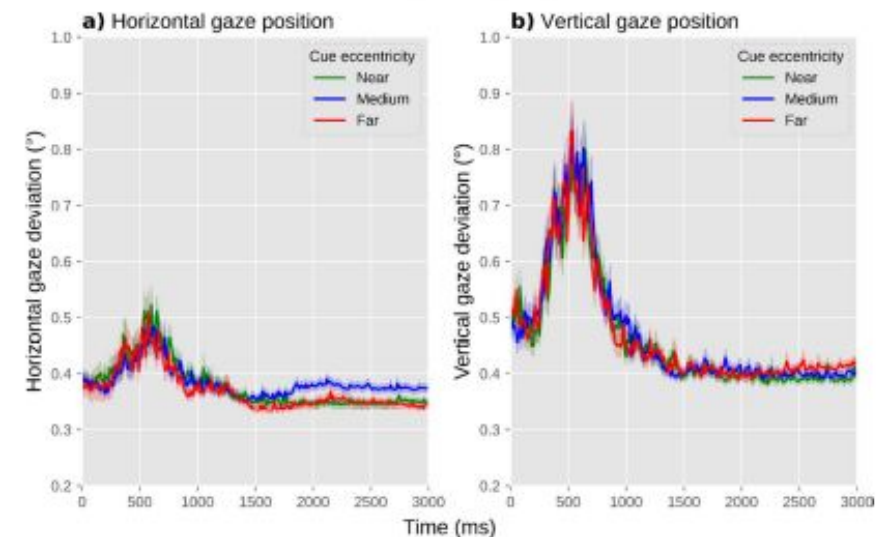 a) Horizontal gaze position
1.0
0.9
0.8
0.7
0.6
0.5
0.4
0.3
0.2
Horizontal gaze deviation (°)
Cue eccentricity
Near
Medium
Far
0 500 1000 1500 2000 2500 3000
b) Vertical gaze position
1.0
0.9
0.8
0.7
0.6
0.5
0.4
0.3
0.2
Vertical gaze deviation (°)
Cue eccentricity
Near
Medium
Far
0 500 1000 1500 2000 2500 3000
Time (ms)